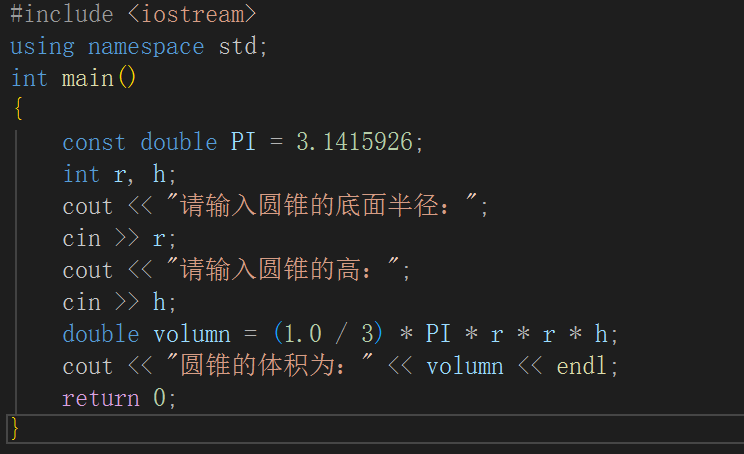 #include <iostream>
using namespace std;
int main()
{
const double PI = 3.1415926;
int r, h;
cout << "请输入圆锥的底面半径：";
cin >> r;
cout << "请输入圆锥的高：";
cin >> h;
double volumn = (1.0 / 3) * PI * r * r * h;
cout << "圆锥的体积为：" << volumn << endl;
return 0;
}